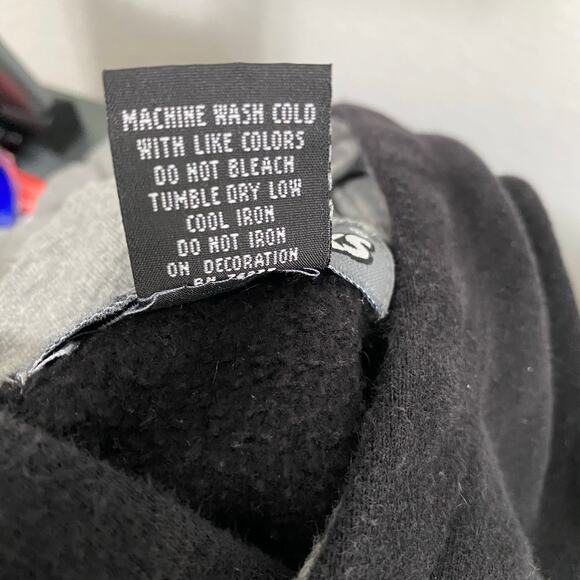 MACHINE WASH COLD
WITH LIKE COLORS
DO NOT BLEACH
TUMBLE DRY LOW
COOL IRON
DO NOT IRON
ON DECORATION